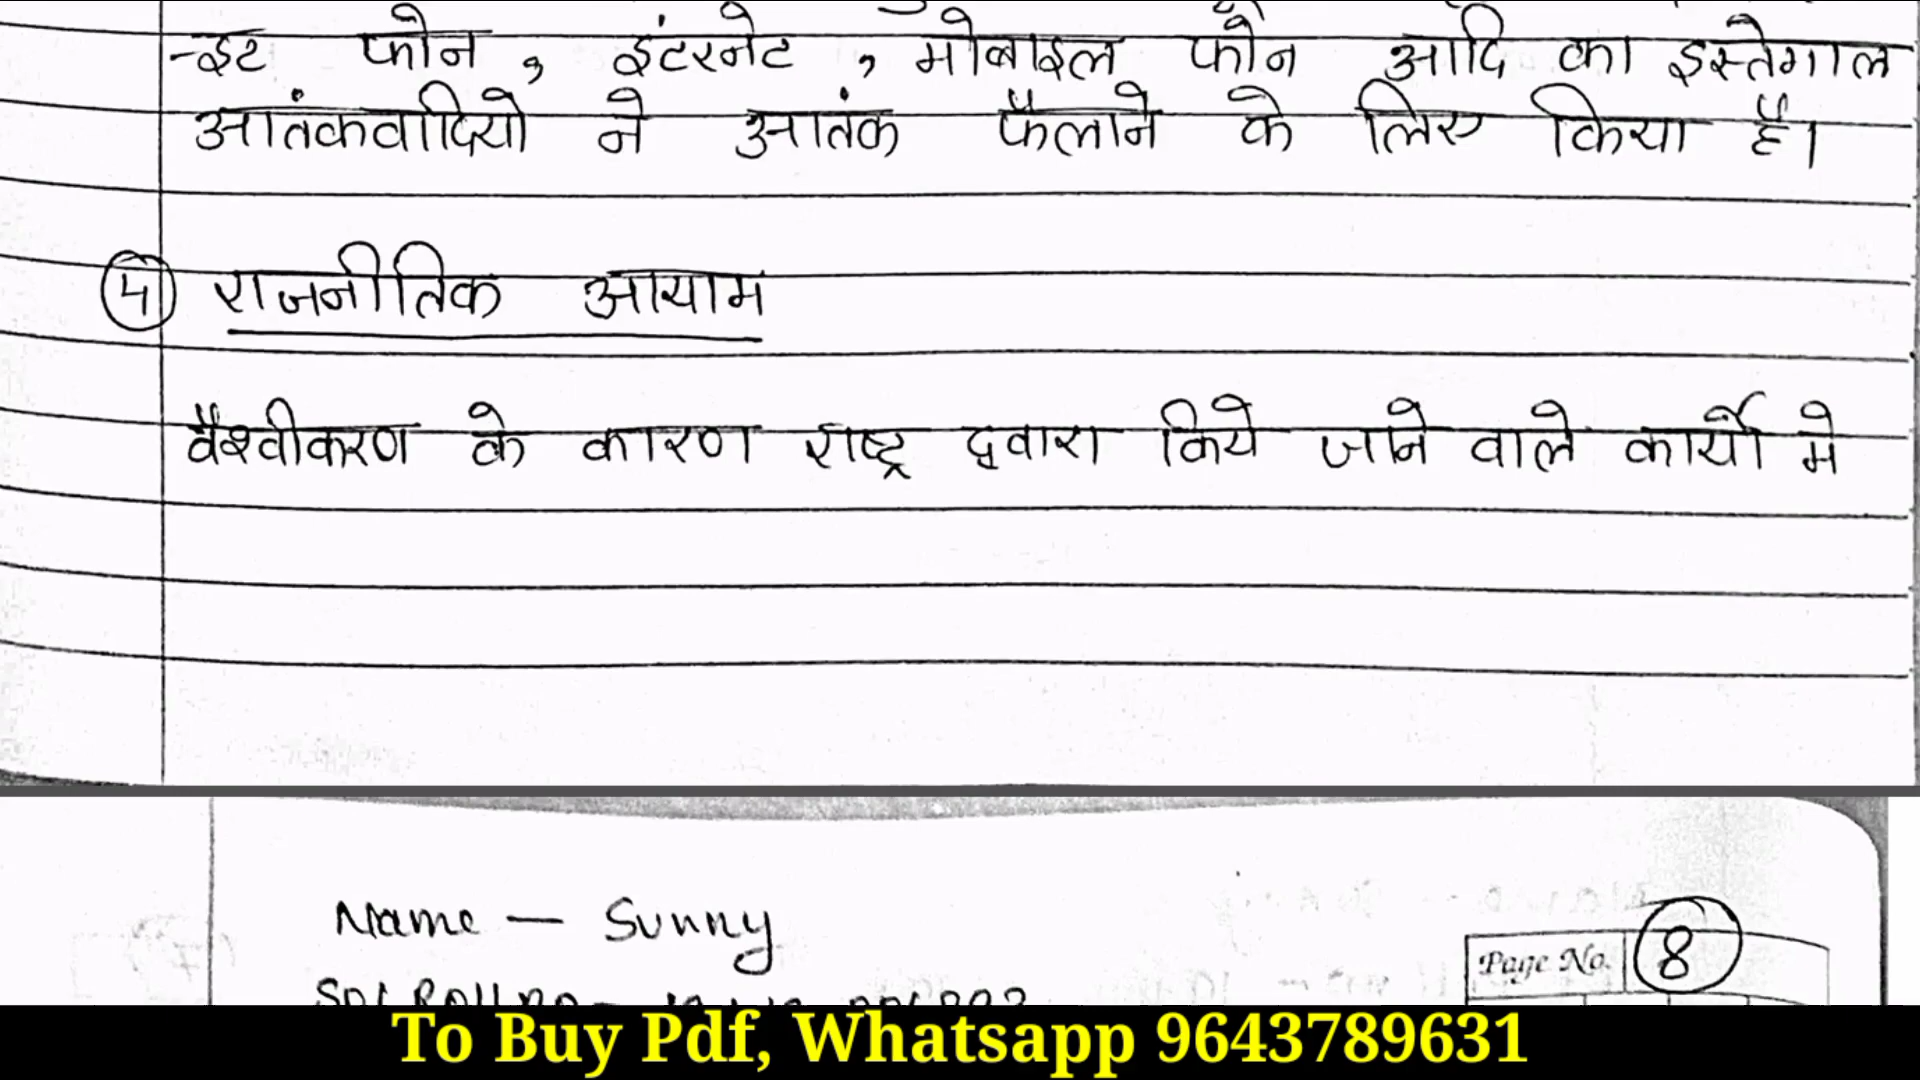 -इट फोन, इंटरनेट, मोबाइल फोन आदि का इस्तेमाल
आतंकवादियो ने आतंक फैलाने के लिए किया है।
4 राजनीतिक आयाम
वैश्वीकरण के कारण राष्ट्र द्वारा किये जाने वाले कार्यो मे
Name - Sunny
Page No. 8
To Buy Pdf, Whatsapp 9643789631